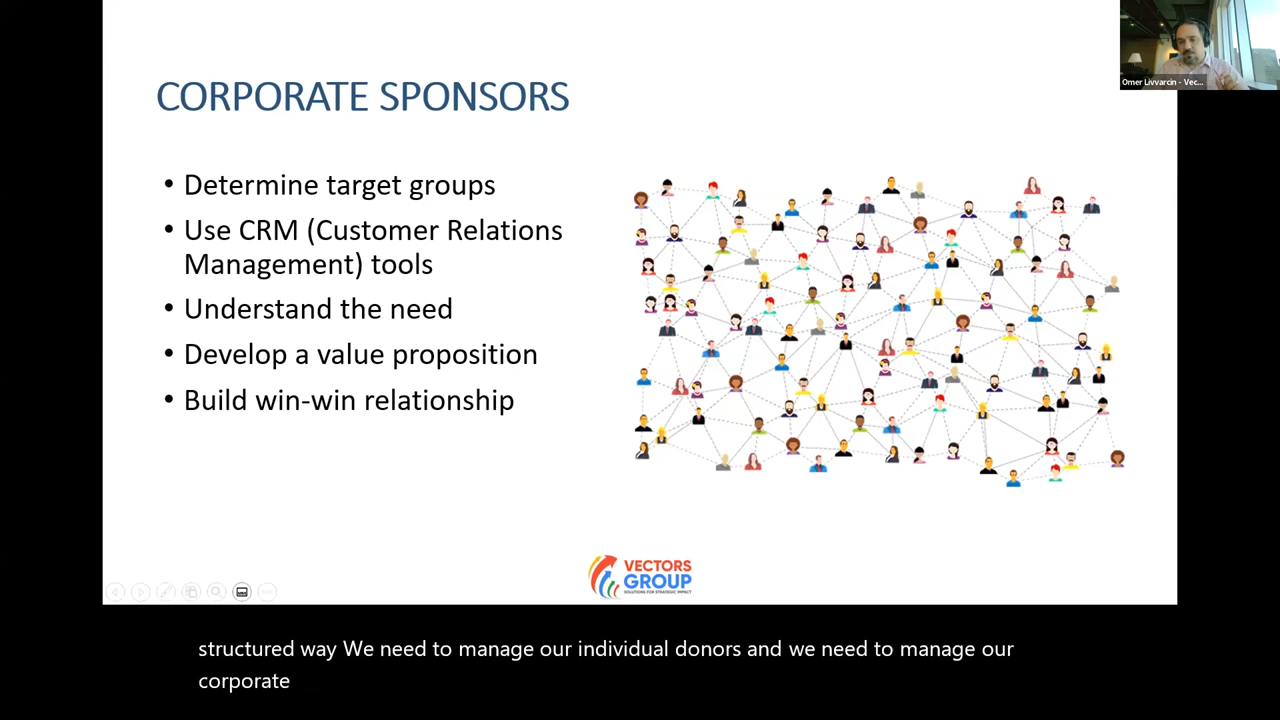 CORPORATE SPONSORS
Omer Livvarcin - Vec...
• Determine target groups
• Use CRM (Customer Relations
Management) tools
• Understand the need
• Develop a value proposition
• Build win-win relationship
VECTORS
GROUP
SOLUTIONS FOR STRATEGIC IMPACT
structured way We need to manage our individual donors and we need to manage our
corporate